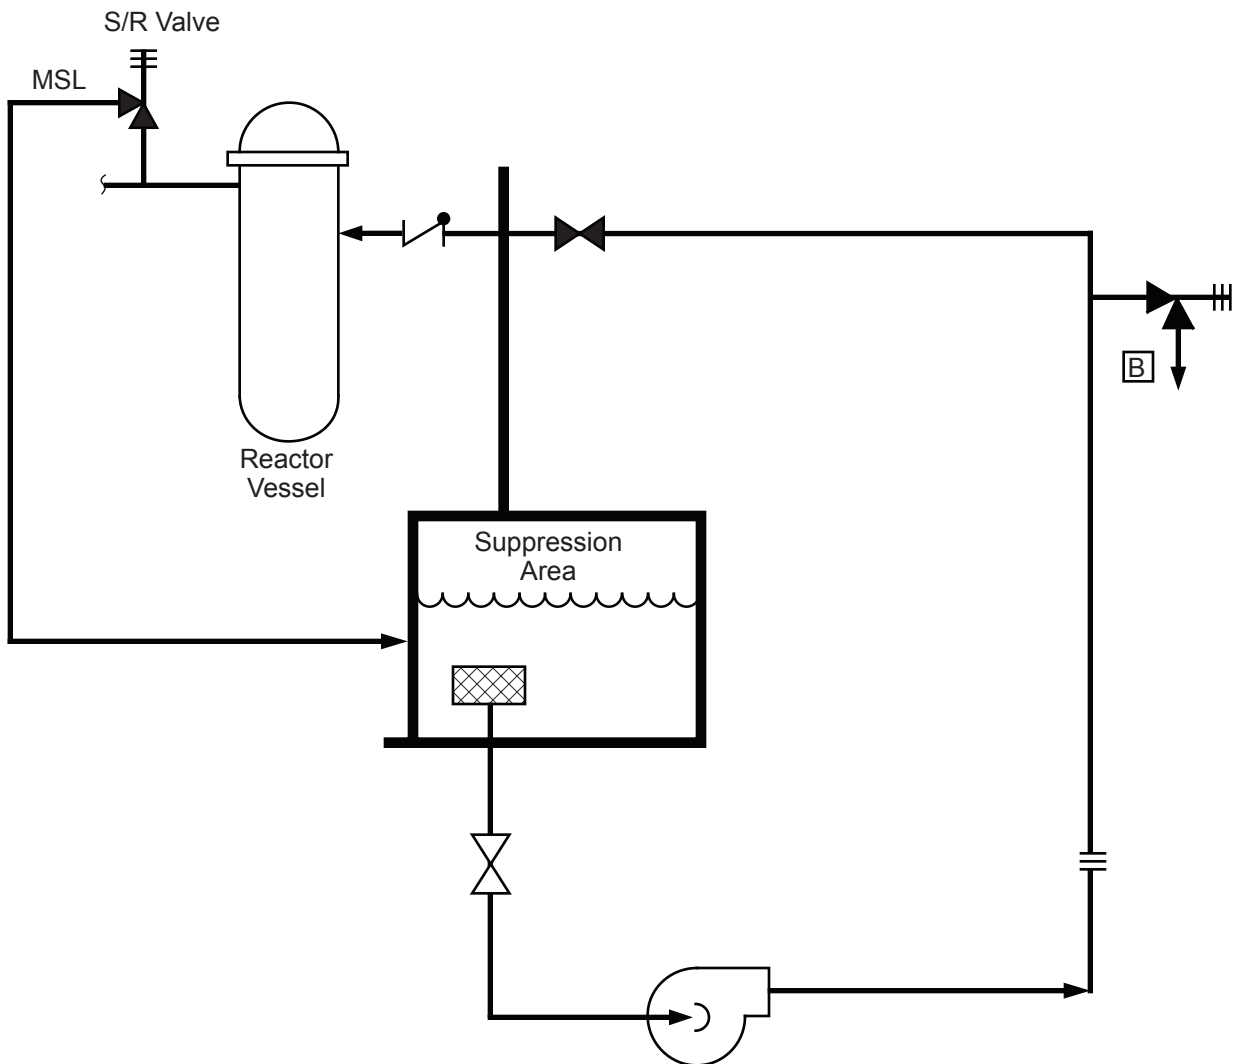 S/R Valve
MSL
B
Reactor
Vessel
Suppression
Area